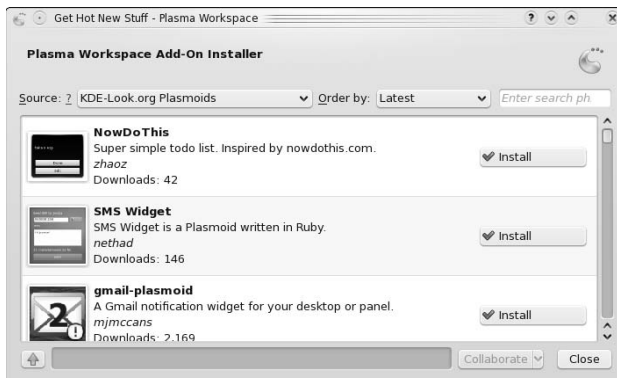 Get Hot New Stuff - Plasma Workspace
Plasma Workspace Add-On Installer
Source: ? KDE-Look.org Plasmoids Order by: Latest Enter search ph
NowDoThis
Super simple todo list. Inspired by nowdothis.com.
zhaoz
Downloads: 42
Install
SMS Widget
SMS Widget is a Plasmoid written in Ruby.
nethad
Downloads: 146
Install
2
gmail-plasmoid
A Gmail notification widget for your desktop or panel.
mjmccans
Downloads: 2,169
Install
Collaborate Close